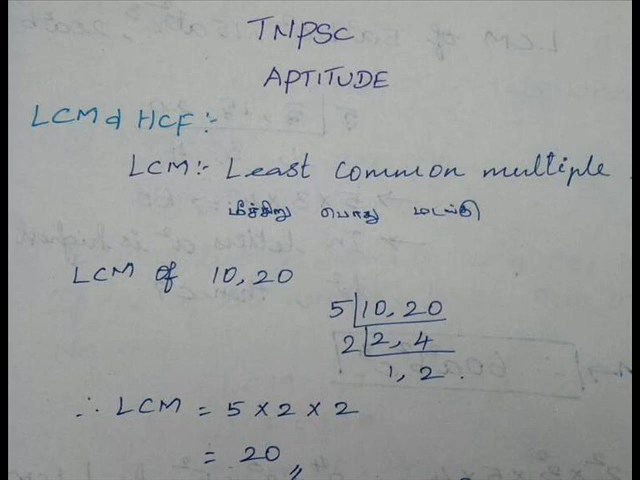 TNPSC
APTITUDE
LCM & HCF :-
LCM :- Least common multiple
மீச்சிறு பொது மடங்கு
LCM of 10, 20
5 | 10, 20
2 | 2, 4
1, 2.
∴ LCM = 5 × 2 × 2
= 20 //